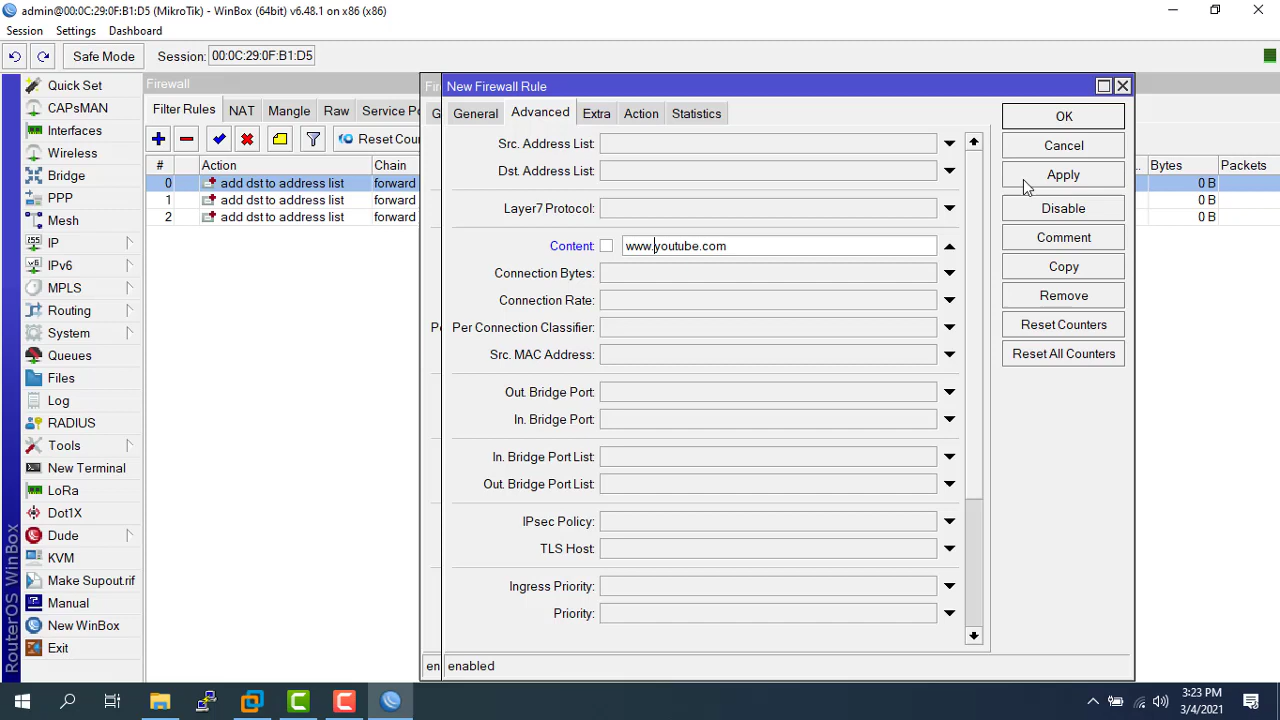 admin@00:0C:29:0F:B1:D5 (MikroTik) - WinBox (64bit) v6.48.1 on x86 (x86)
Session Settings Dashboard
Safe Mode Session: 00:0C:29:0F:B1:D5
Quick Set
CAPsMAN
Interfaces
Wireless
Bridge
PPP
Mesh
IP
IPv6
MPLS
Routing
System
Queues
Files
Log
RADIUS
Tools
New Terminal
LoRa
Dot1X
Dude
KVM
Make Supout.rif
Manual
New WinBox
Exit
RouterOS WinBox
Firewall
Filter Rules NAT Mangle Raw Service Po
Reset Coun
# Action Chain Bytes Packets
0 add dst to address list forward 0 B
1 add dst to address list forward 0 B
2 add dst to address list forward 0 B
New Firewall Rule
General Advanced Extra Action Statistics
Src. Address List:
Dst. Address List:
Layer7 Protocol:
Content: www.youtube.com
Connection Bytes:
Connection Rate:
Per Connection Classifier:
Src. MAC Address:
Out. Bridge Port:
In. Bridge Port:
In. Bridge Port List:
Out. Bridge Port List:
IPsec Policy:
TLS Host:
Ingress Priority:
Priority:
OK
Cancel
Apply
Disable
Comment
Copy
Remove
Reset Counters
Reset All Counters
en enabled
3:23 PM
3/4/2021